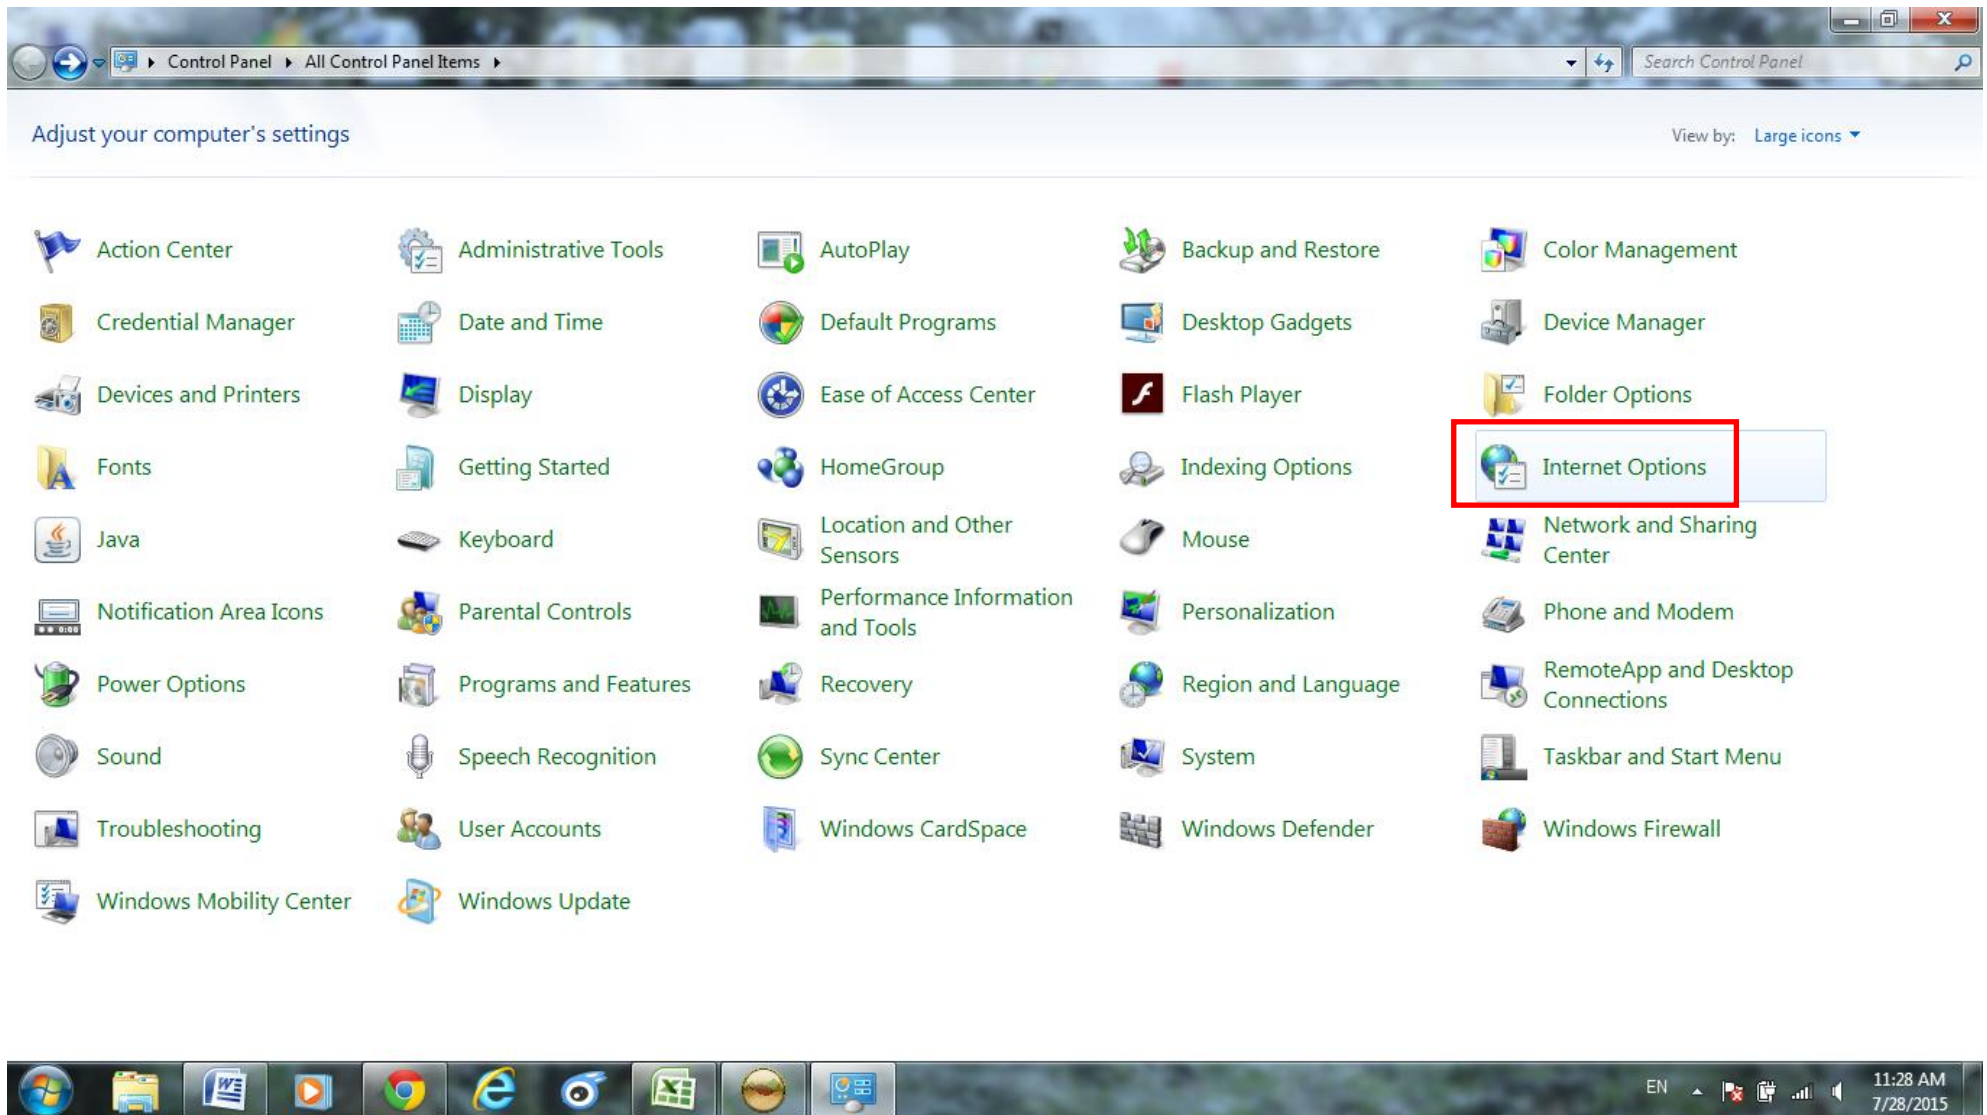 Control Panel
All Control Panel Items
Search Control Panel
Adjust your computer's settings
View by: Large icons
Action Center
Administrative Tools
AutoPlay
Backup and Restore
Color Management
Credential Manager
Date and Time
Default Programs
Desktop Gadgets
Device Manager
Devices and Printers
Display
Ease of Access Center
Flash Player
Folder Options
Fonts
Getting Started
HomeGroup
Indexing Options
Internet Options
Java
Keyboard
Location and Other
Sensors
Mouse
Network and Sharing
Center
Notification Area Icons
Parental Controls
Performance Information
and Tools
Personalization
Phone and Modem
Power Options
Programs and Features
Recovery
Region and Language
RemoteApp and Desktop
Connections
Sound
Speech Recognition
Sync Center
System
Taskbar and Start Menu
Troubleshooting
User Accounts
Windows CardSpace
Windows Defender
Windows Firewall
Windows Mobility Center
Windows Update
EN
11:28 AM
7/28/2015